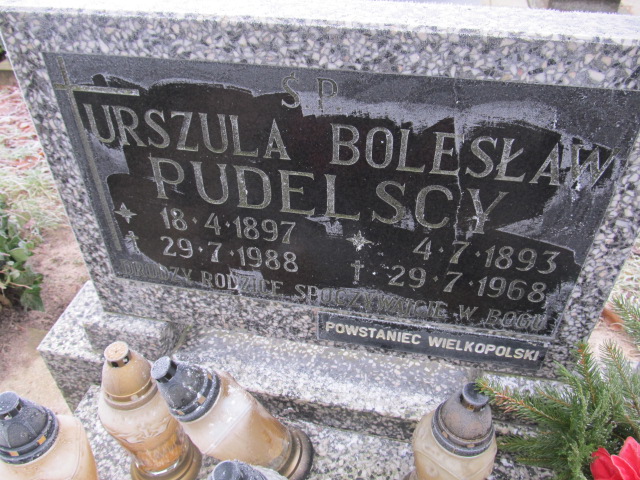 Ś P
URSZULA BOLESŁAW
PUDELSCY
18·4·1897 4·7·1893
29·7·1988 † 29·7·1968
DRODZY RODZICE SPOCZYWAJCIE W BOGU
POWSTANIEC WIELKOPOLSKI